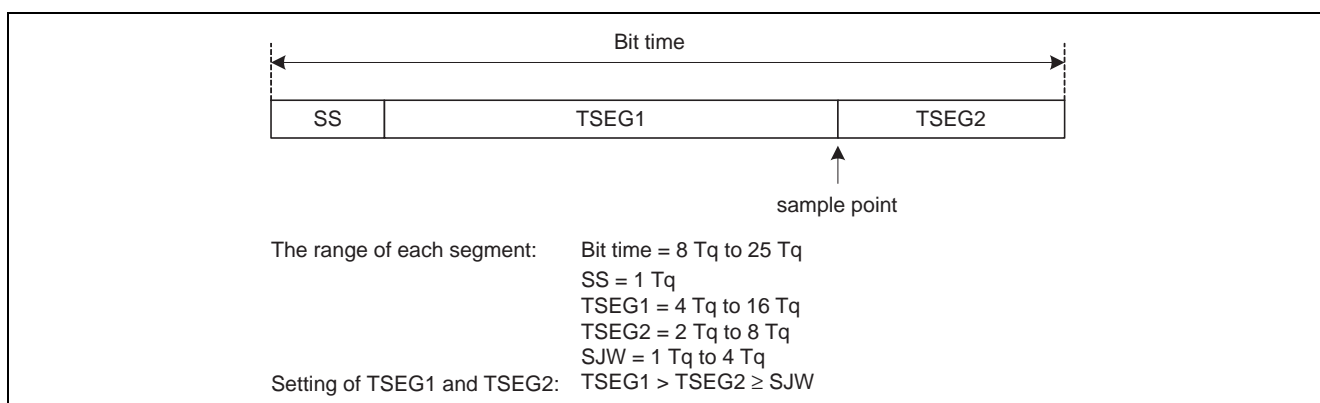 Bit time
SS TSEG1 TSEG2
sample point
The range of each segment: Bit time = 8 Tq to 25 Tq
SS = 1 Tq
TSEG1 = 4 Tq to 16 Tq
TSEG2 = 2 Tq to 8 Tq
SJW = 1 Tq to 4 Tq
Setting of TSEG1 and TSEG2: TSEG1 > TSEG2 ≥ SJW